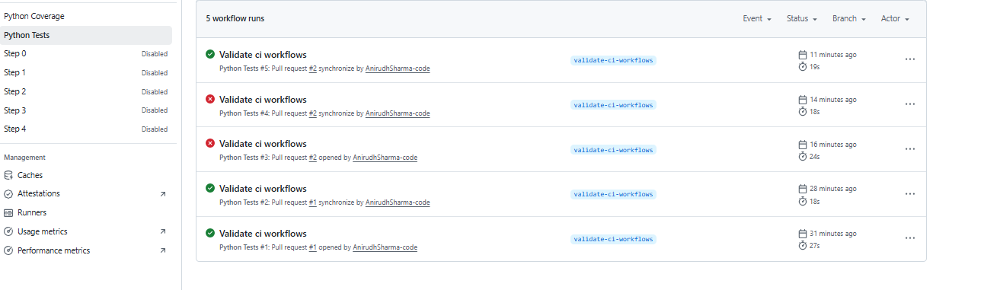 Python Coverage
Python Tests
Step 0 Disabled
Step 1 Disabled
Step 2 Disabled
Step 3 Disabled
Step 4 Disabled
Management
Caches
Attestations
Runners
Usage metrics
Performance metrics
5 workflow runs Event Status Branch Actor
Validate ci workflows validate-ci-workflows 11 minutes ago
Python Tests #5: Pull request #2 synchronize by AnirudhSharma-code 19s
Validate ci workflows validate-ci-workflows 14 minutes ago
Python Tests #4: Pull request #2 synchronize by AnirudhSharma-code 18s
Validate ci workflows validate-ci-workflows 16 minutes ago
Python Tests #3: Pull request #2 opened by AnirudhSharma-code 24s
Validate ci workflows validate-ci-workflows 28 minutes ago
Python Tests #2: Pull request #1 synchronize by AnirudhSharma-code 18s
Validate ci workflows validate-ci-workflows 31 minutes ago
Python Tests #1: Pull request #1 opened by AnirudhSharma-code 27s